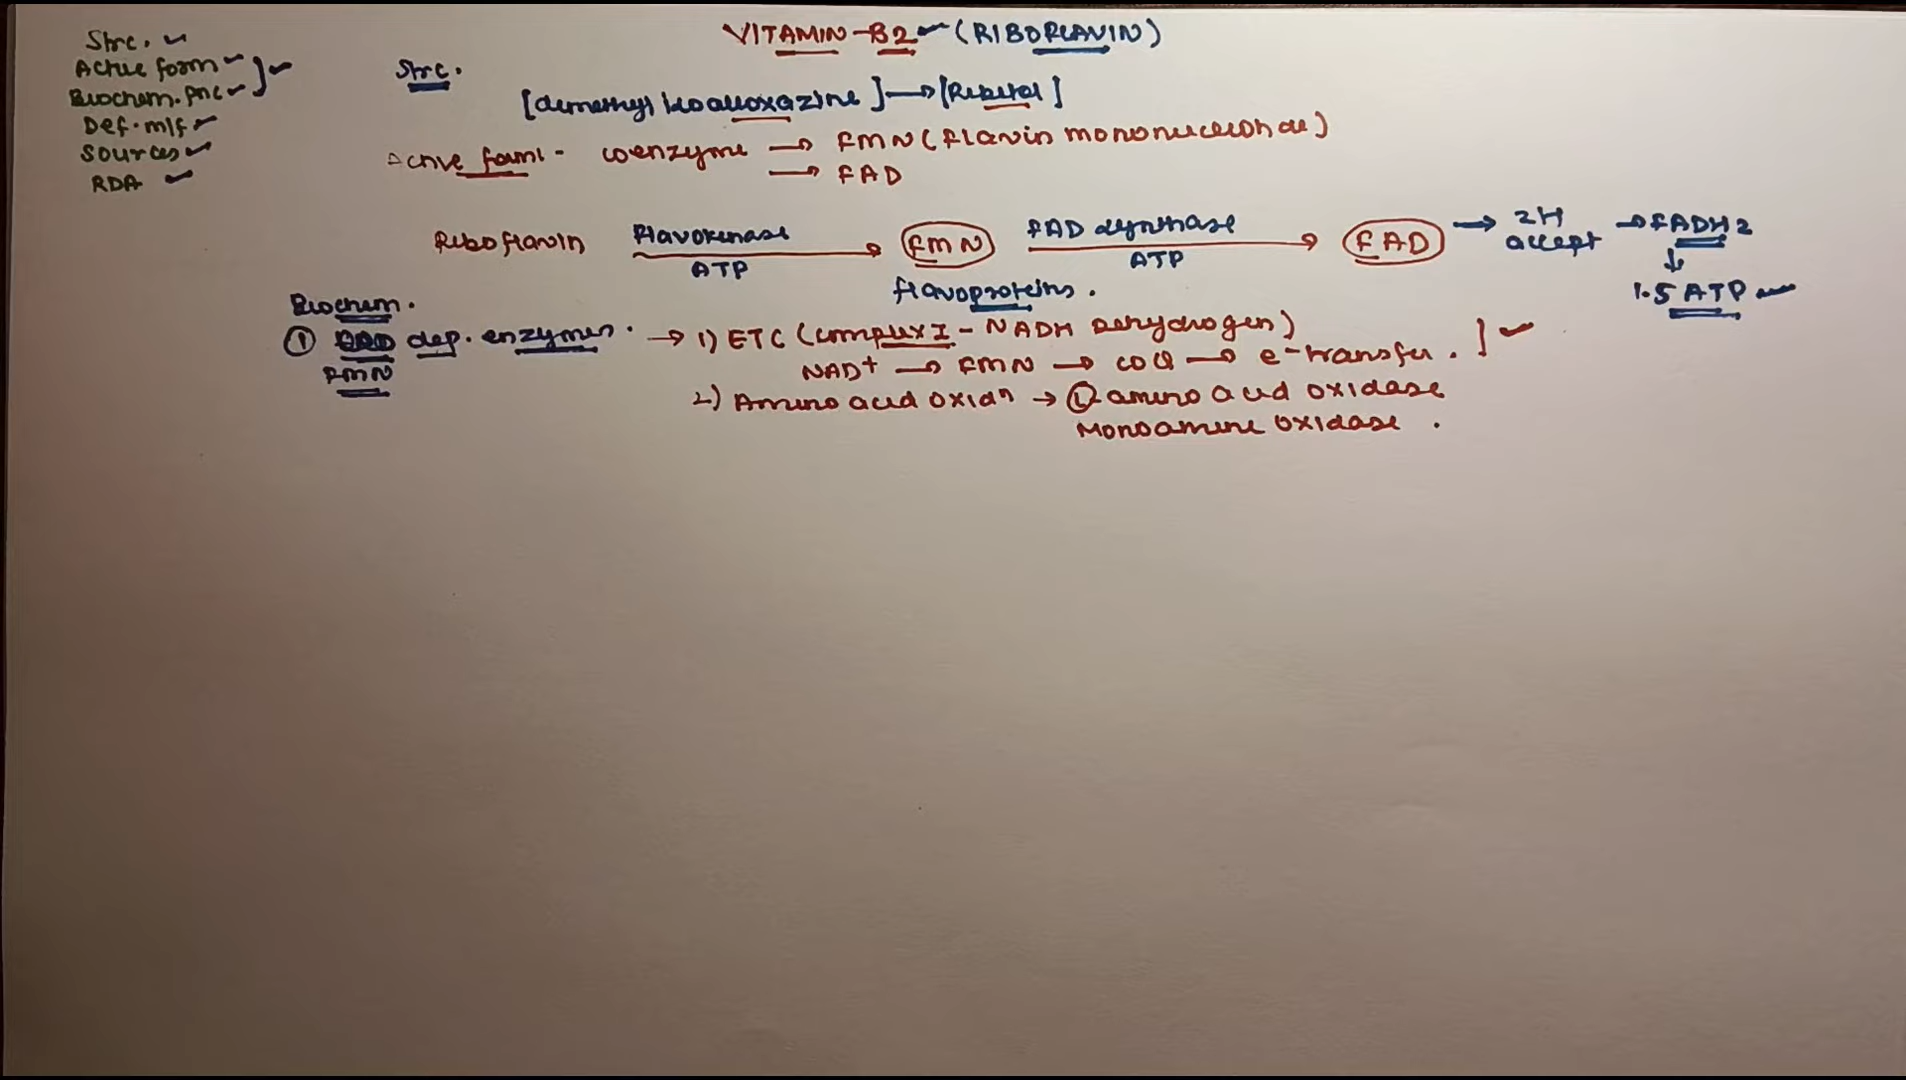 VITAMIN-B2 (RIBOFLAVIN)
Strc.
Active form
Biochem. fnc
Def. m/f
Sources
RDA
Strc.
[dimethyl isoalloxazine] → [Ribitol]
Active form - coenzyme → FMN (Flavin mononucleotide)
→ FAD
Riboflavin Flavokinase ATP → FMN FAD synthase ATP → FAD → 2H accept → FADH2
↓
1.5 ATP
flavoproteins.
Biochem.
① FMN dep. enzymes. → 1) ETC (complex I - NADH Dehydrogen)
NAD+ → FMN → CoQ → e- transfer.
2) Amino acid oxidn → L amino acid oxidase
Monoamine oxidase.